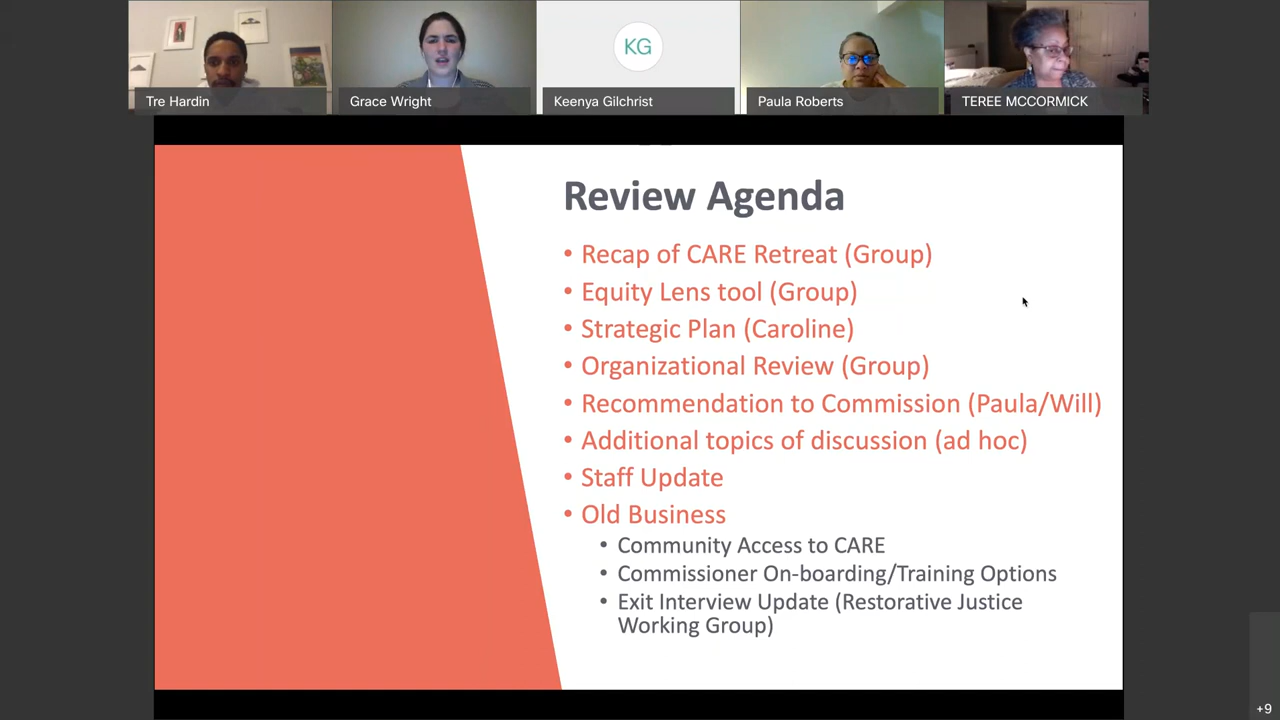 KG
Tre Hardin
Grace Wright
Keenya Gilchrist
Paula Roberts
TEREE MCCORMICK
Review Agenda
• Recap of CARE Retreat (Group)
• Equity Lens tool (Group)
• Strategic Plan (Caroline)
• Organizational Review (Group)
• Recommendation to Commission (Paula/Will)
• Additional topics of discussion (ad hoc)
• Staff Update
• Old Business
• Community Access to CARE
• Commissioner On-boarding/Training Options
• Exit Interview Update (Restorative Justice
Working Group)
+9